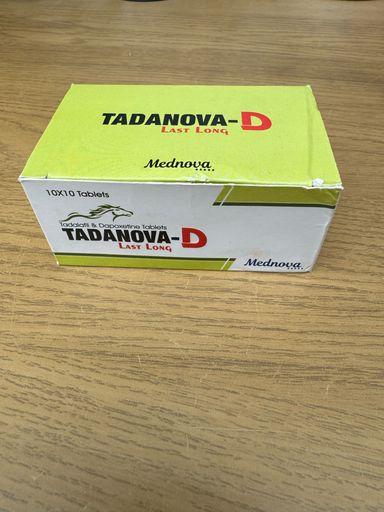 TADANOVA-D
LAST LONG
Mednova
10X10 Tablets
Tadalafil & Dapoxetine Tablets
TADANOVA-D
LAST LONG
Mednova